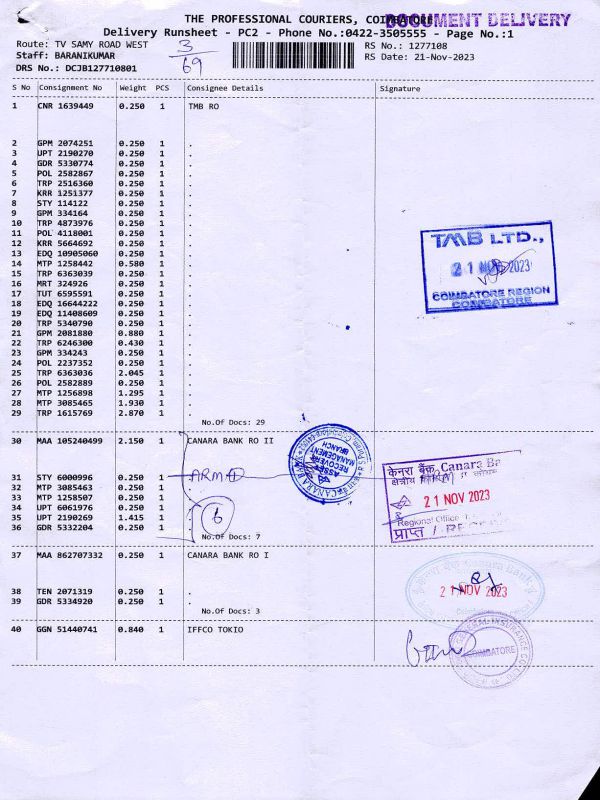 THE PROFESSIONAL COURIERS, COIMBATORE
DOCUMENT DELIVERY
Delivery Runsheet - PC2 - Phone No.:0422-3505555 - Page No.:1
Route: TV SAMY ROAD WEST
3
RS No.: 1277108
Staff: BARANIKUMAR
69
RS Date: 21-Nov-2023
DRS No.: DCJB127710801
S No Consignment No Weight PCS Consignee Details Signature
1 CNR 1639449 0.250 1 TMB RO
2 GPM 2074251 0.250 1 .
3 UPT 2190270 0.250 1 .
4 GDR 5330774 0.250 1 .
5 POL 2582867 0.250 1 .
6 TRP 2516360 0.250 1 .
7 KRR 1251377 0.250 1 .
8 STY 114122 0.250 1 .
9 GPM 334164 0.250 1 .
10 TRP 4873976 0.250 1 .
11 POL 4118001 0.250 1 .
12 KRR 5664692 0.250 1 .
13 EDQ 10905060 0.250 1 .
14 MTP 1258442 0.580 1 .
15 TRP 6363039 0.250 1 .
16 MRT 324926 0.250 1 .
17 TUT 6595591 0.250 1 .
18 EDQ 16644222 0.250 1 .
19 EDQ 11408609 0.250 1 .
20 TRP 5340790 0.250 1 .
21 GPM 2081880 0.880 1 .
22 TRP 6246300 0.430 1 .
23 GPM 334243 0.250 1 .
24 POL 2237352 0.250 1 .
25 TRP 6363036 2.045 1 .
26 POL 2582889 0.250 1 .
27 MTP 1256898 1.295 1 .
28 MTP 3085465 1.930 1 .
29 TRP 1615769 2.870 1 .
No.Of Docs: 29
TMB LTD.,
21 NOV 2023
COIMBATORE REGION
COIMBATORE
30 MAA 105240499 2.150 1 CANARA BANK RO II
31 STY 6000996 0.250 1 .
ARM
32 MTP 3085463 0.250 1 .
33 MTP 1258507 0.250 1 .
34 UPT 6061976 0.250 1 .
35 UPT 2190269 1.415 1 .
6
36 GDR 5332204 0.250 1 .
No.Of Docs: 7
ASSET
RECOVERY
MANAGEMENT
BRANCH
केनरा बैंक Canara
क्षेत्रीय
21 NOV 2023
Regional Office
प्राप्त /
37 MAA 862707332 0.250 1 CANARA BANK RO I
38 TEN 2071319 0.250 1 .
39 GDR 5334920 0.250 1 .
No.Of Docs: 3
Canara Bank
21 NOV 2023
40 GGN 51440741 0.840 1 IFFCO TOKIO
GENERAL INSURANCE CO
COIMBATORE